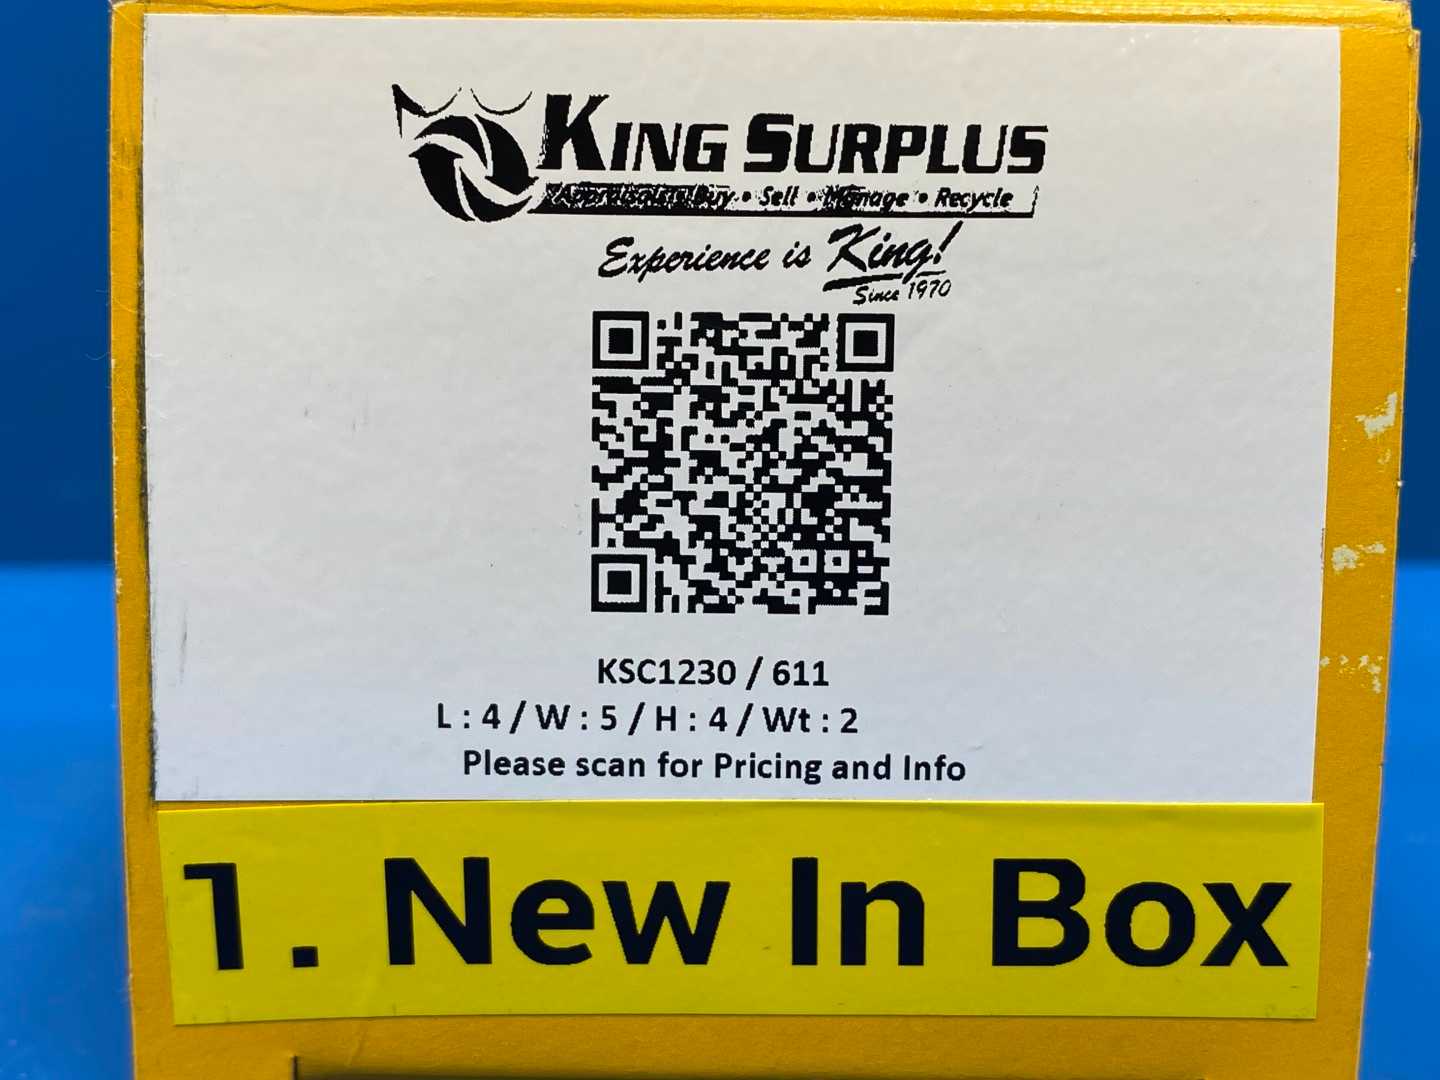 KING SURPLUS
Appraisals • Buy • Sell • Manage • Recycle
Experience is King!
Since 1970
KSC1230 / 611
L : 4 / W : 5 / H : 4 / Wt : 2
Please scan for Pricing and Info
1. New In Box